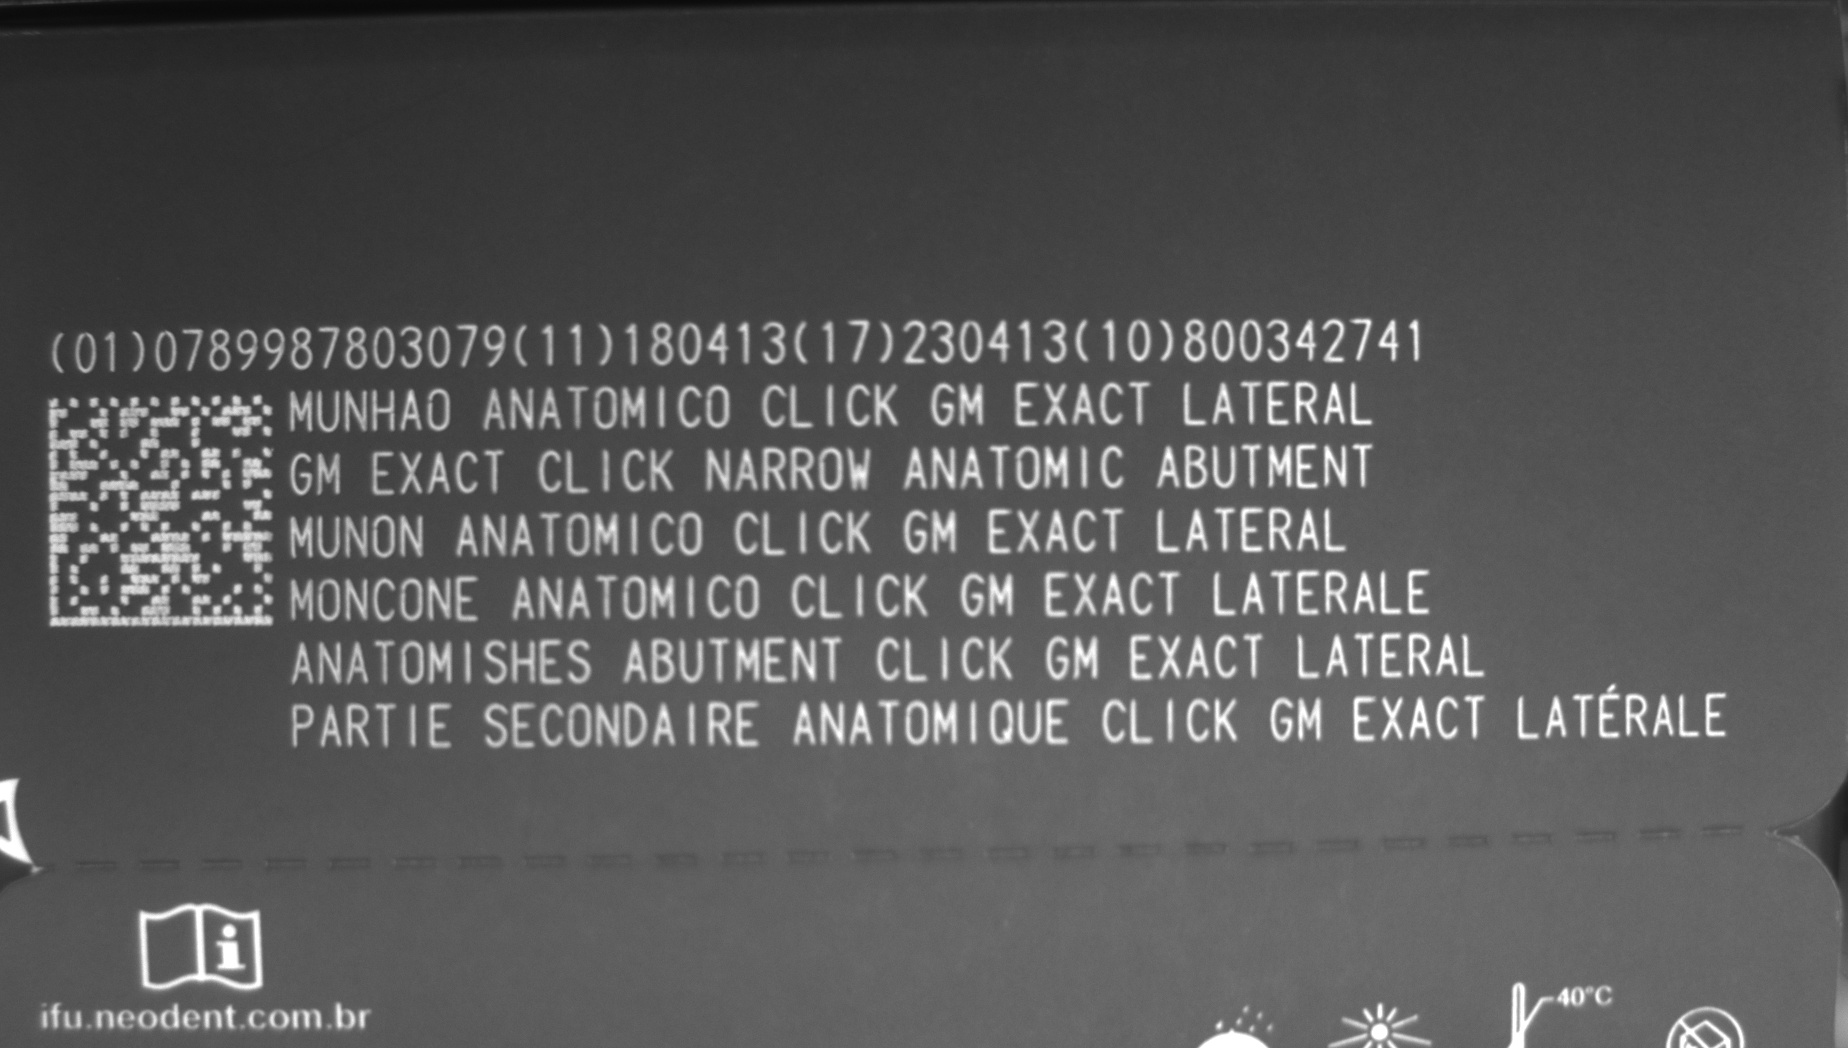 (01)07899878030​79(11)180413(17)230413(10)800342741
MUNHAO ANATOMICO CLICK GM EXACT LATERAL
GM EXACT CLICK NARROW ANATOMIC ABUTMENT
MUNON ANATOMICO CLICK GM EXACT LATERAL
MONCONE ANATOMICO CLICK GM EXACT LATERALE
ANATOMISHES ABUTMENT CLICK GM EXACT LATERAL
PARTIE SECONDAIRE ANATOMIQUE CLICK GM EXACT LATÉRALE
ifu.neodent.com.br
40°C